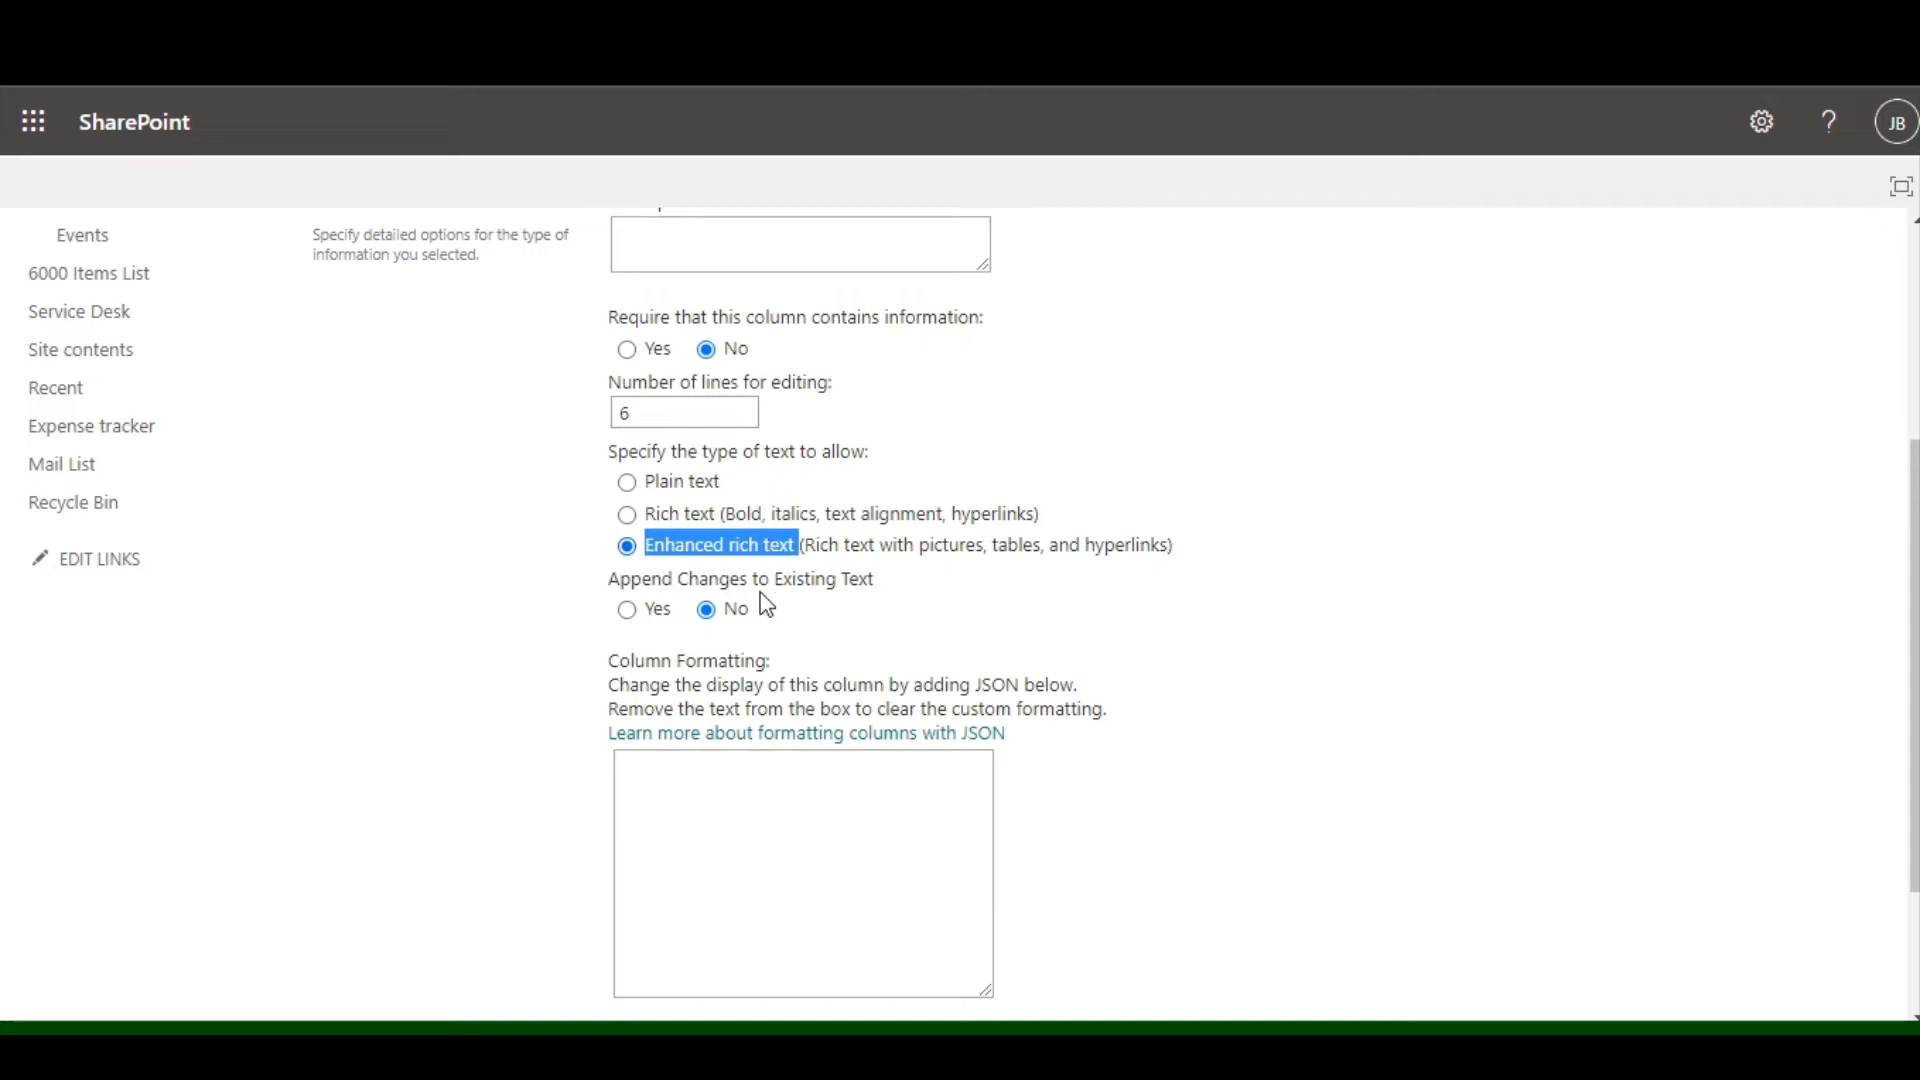 SharePoint
?
JB
Events
6000 Items List
Service Desk
Site contents
Recent
Expense tracker
Mail List
Recycle Bin
EDIT LINKS
Specify detailed options for the type of
information you selected.
Require that this column contains information:
Yes No
Number of lines for editing:
6
Specify the type of text to allow:
Plain text
Rich text (Bold, italics, text alignment, hyperlinks)
Enhanced rich text (Rich text with pictures, tables, and hyperlinks)
Append Changes to Existing Text
Yes No
Column Formatting:
Change the display of this column by adding JSON below.
Remove the text from the box to clear the custom formatting.
Learn more about formatting columns with JSON